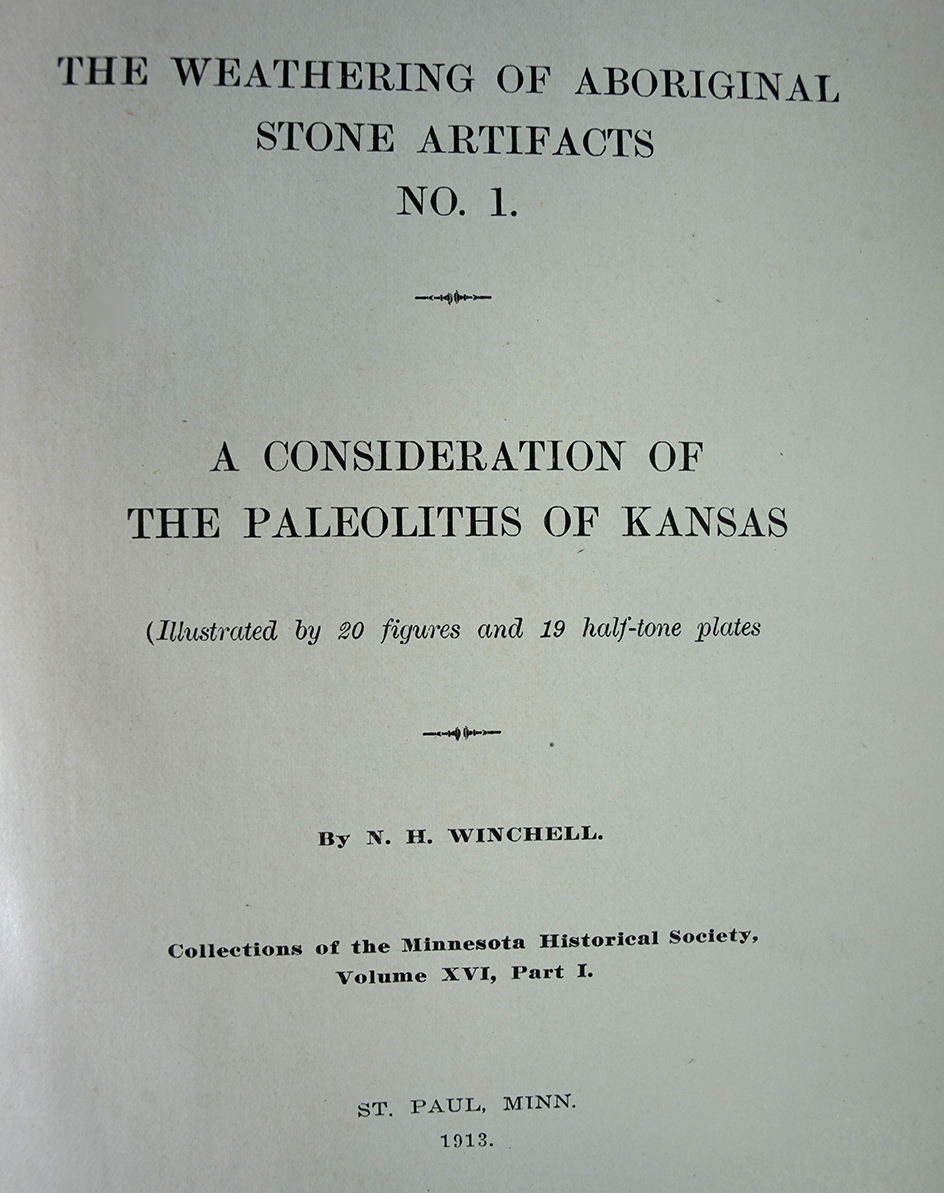 THE WEATHERING OF ABORIGINAL
STONE ARTIFACTS
NO. 1.
A CONSIDERATION OF
THE PALEOLITHS OF KANSAS
(Illustrated by 20 figures and 19 half-tone plates
By N. H. WINCHELL.
Collections of the Minnesota Historical Society,
Volume XVI, Part I.
ST. PAUL, MINN.
1913.